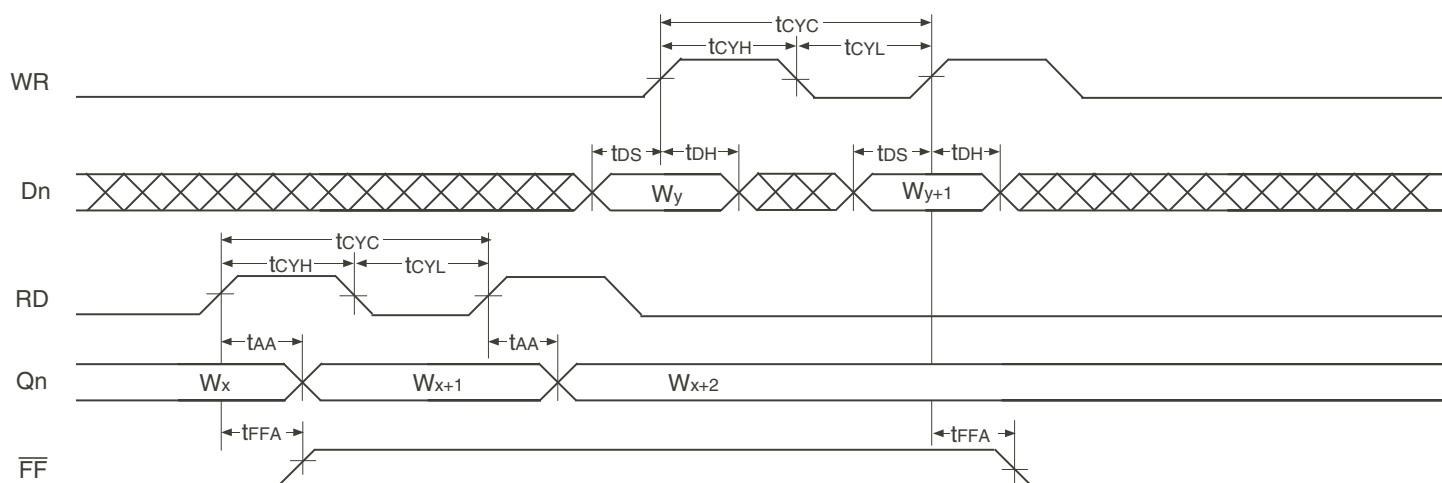 tCYC
tCYH tCYL
WR
tDS tDH tDS tDH
Dn Wy Wy+1
tCYC
tCYH tCYL
RD
tAA tAA
Qn Wx Wx+1 Wx+2
tFFA tFFA
F̅F̅